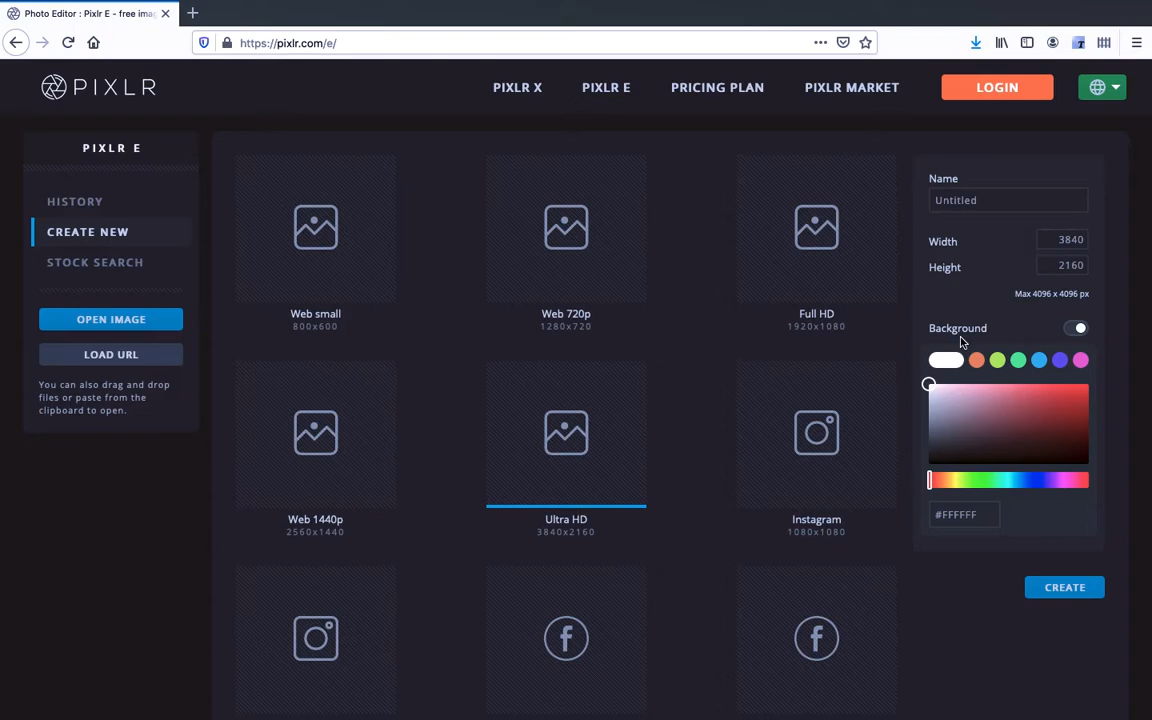 Photo Editor : Pixlr E - free ima
https://pixlr.com/e/
PIXLR
PIXLR X
PIXLR E
PRICING PLAN
PIXLR MARKET
LOGIN
PIXLR E
HISTORY
CREATE NEW
STOCK SEARCH
OPEN IMAGE
LOAD URL
You can also drag and drop
files or paste from the
clipboard to open.
Web small
800x600
Web 720p
1280x720
Full HD
1920x1080
Web 1440p
2560x1440
Ultra HD
3840x2160
Instagram
1080x1080
Name
Untitled
Width
3840
Height
2160
Max 4096 x 4096 px
Background
#FFFFFF
CREATE